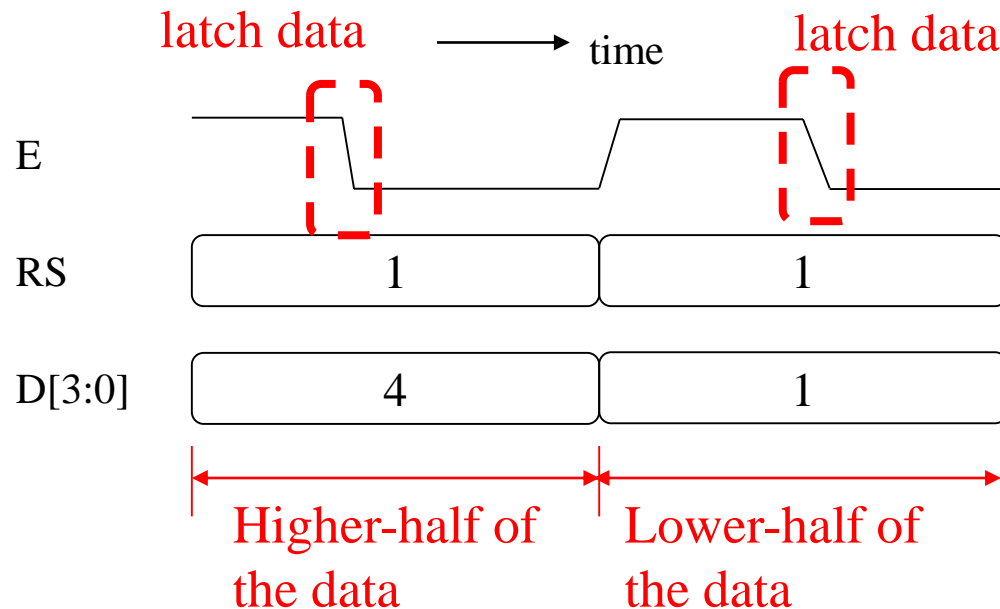 latch data
time
latch data
E
RS
1
1
D[3:0]
4
1
Higher-half of
the data
Lower-half of
the data